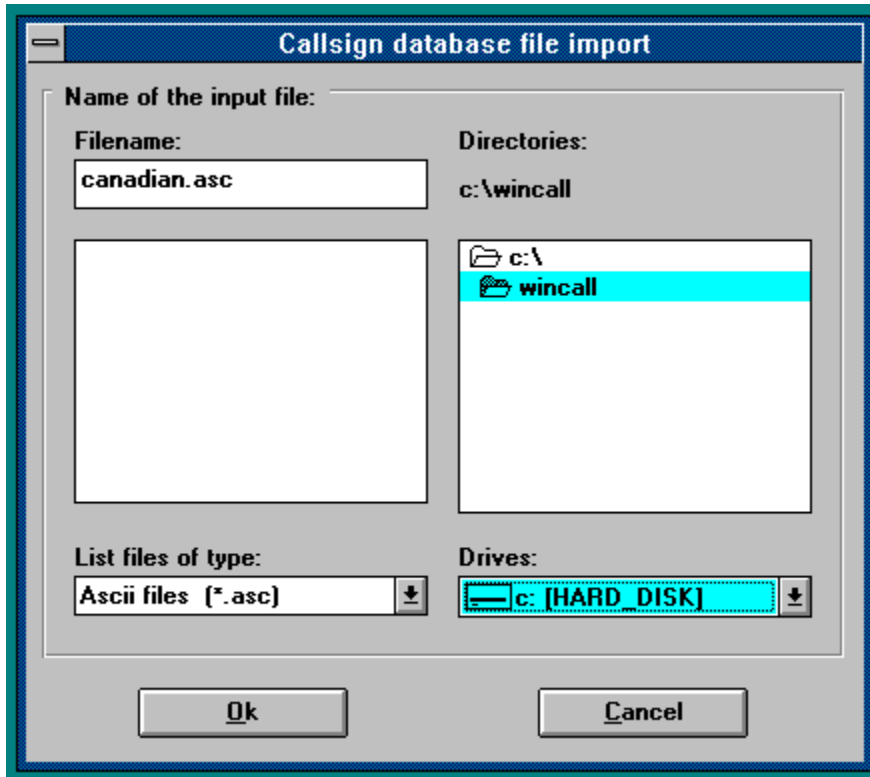 Callsign database file import
Name of the input file:
Filename:
canadian.asc
Directories:
c:\wincall
c:\
wincall
List files of type:
Ascii files (*.asc)
Drives:
c: [HARD_DISK]
Ok
Cancel